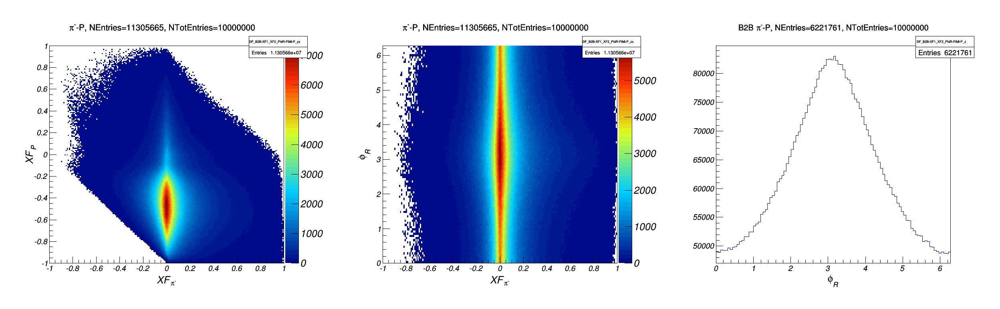 π⁻-P, NEntries=11305665, NTotEntries=10000000
DF_B2B-XF1_XF2_PhiR-PiMi-P_yx
Entries 1.130566e+07
1
0.8
0.6
0.4
0.2
0
-0.2
-0.4
-0.6
-0.8
-1
XF_P
-1 -0.8 -0.6 -0.4 -0.2 0 0.2 0.4 0.6 0.8 1
XF_π⁻
6000
5000
4000
3000
2000
1000
0
π⁻-P, NEntries=11305665, NTotEntries=10000000
DF_B2B-XF1_XF2_PhiR-PiMi-P_zx
Entries 1.130566e+07
6
5
4
3
2
1
0
ϕ_R
-1 -0.8 -0.6 -0.4 -0.2 0 0.2 0.4 0.6 0.8 1
XF_π⁻
5000
4000
3000
2000
1000
0
B2B π⁻-P, NEntries=6221761, NTotEntries=10000000
DF_B2B-XF1_XF2_PhiR-PiMi-P_z
Entries 6221761
80000
75000
70000
65000
60000
55000
50000
0 1 2 3 4 5 6
ϕ_R